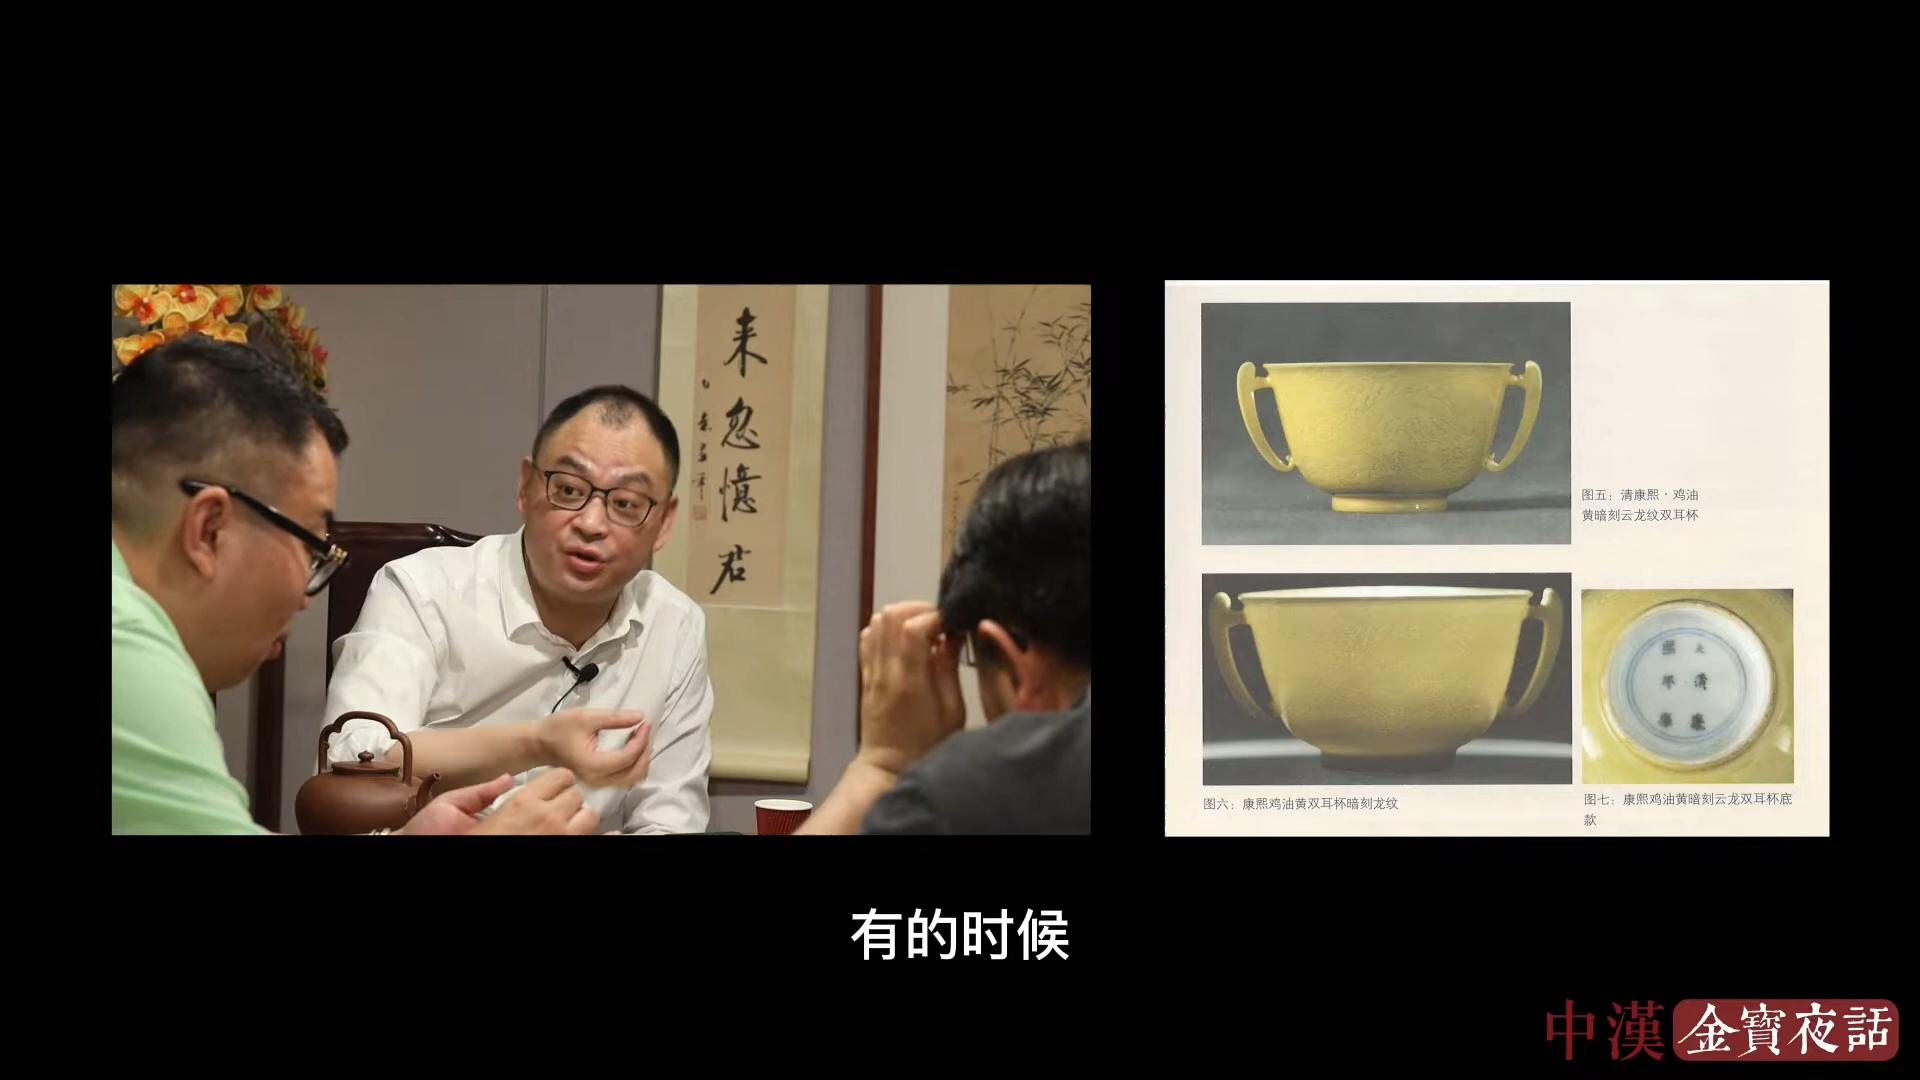 来忽憶君
图五：清康熙·鸡油
黄暗刻云龙纹双耳杯
图六：康熙鸡油黄双耳杯暗刻龙纹
图七：康熙鸡油黄暗刻云龙双耳杯底
款
大清康
熙年製
有的时候
中漢 金寶夜話